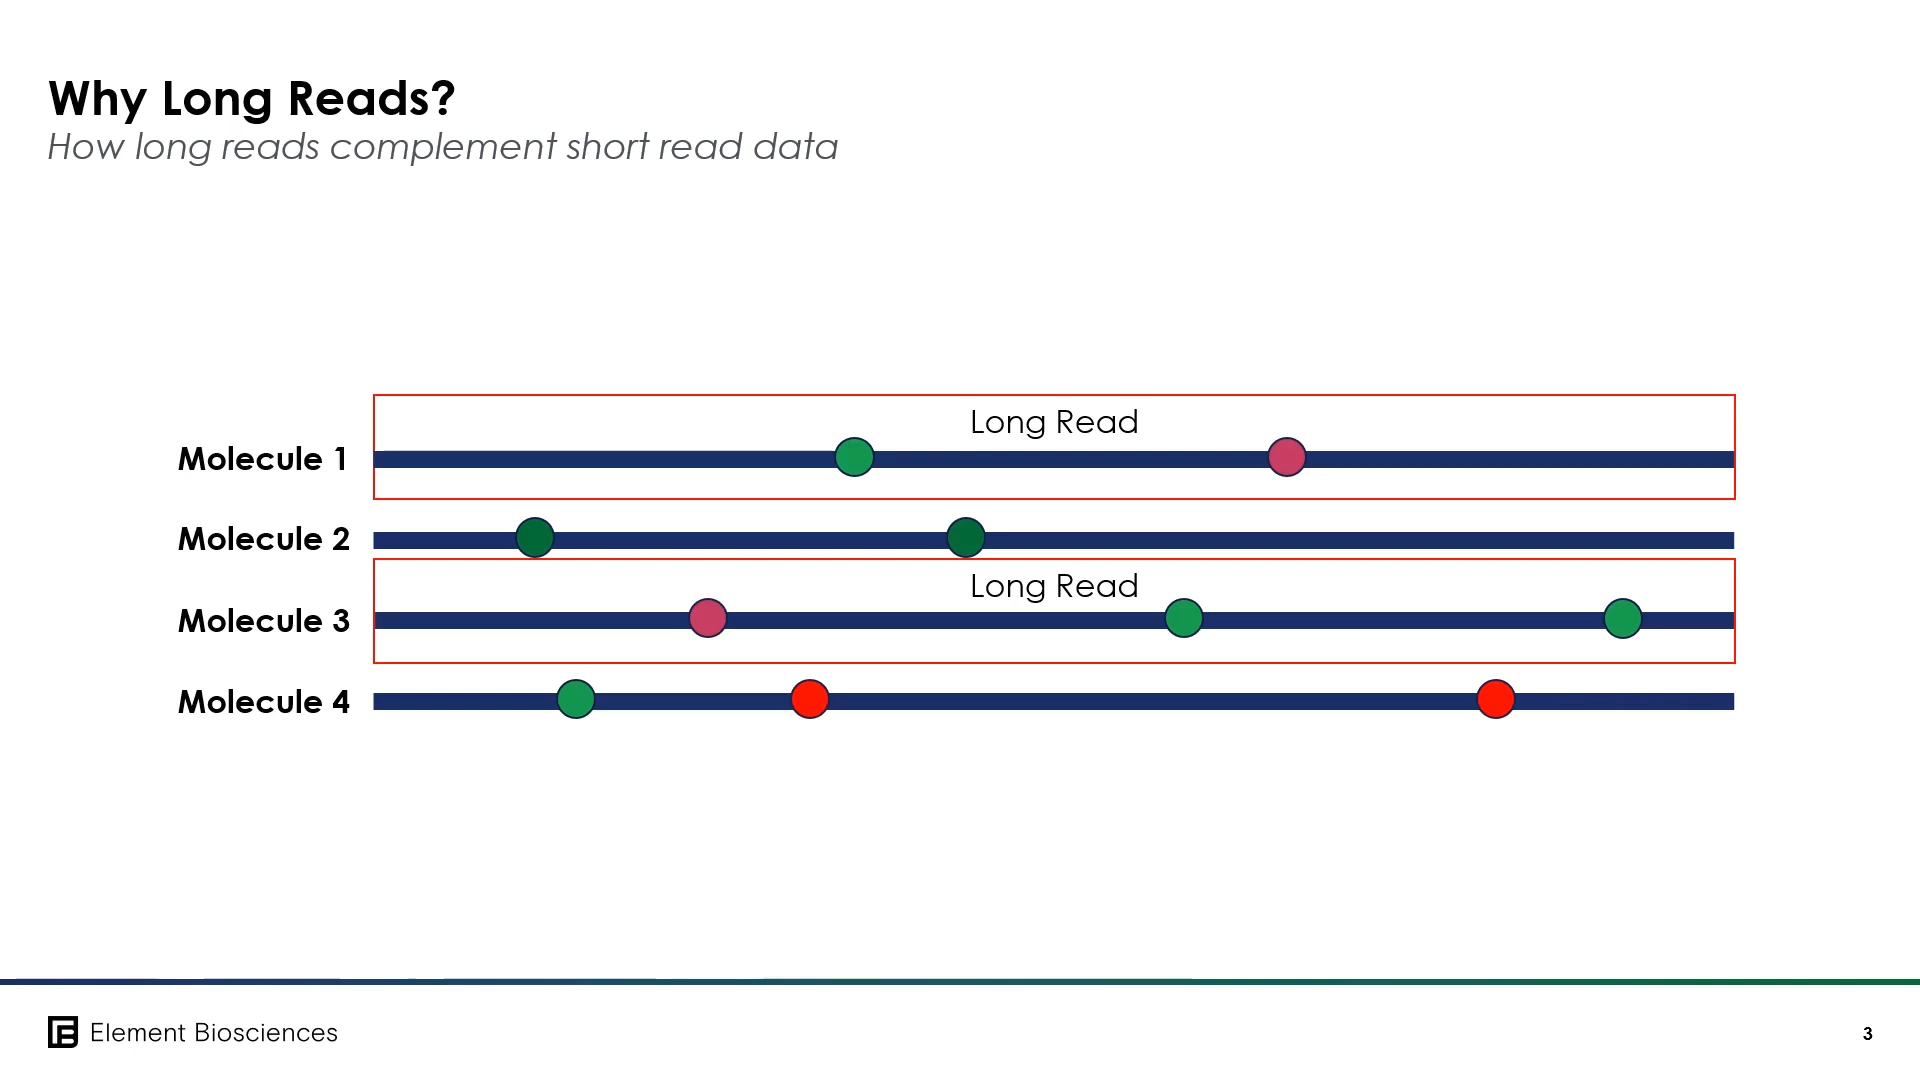 Why Long Reads?
How long reads complement short read data
Long Read
Molecule 1
Molecule 2
Long Read
Molecule 3
Molecule 4
Element Biosciences
3